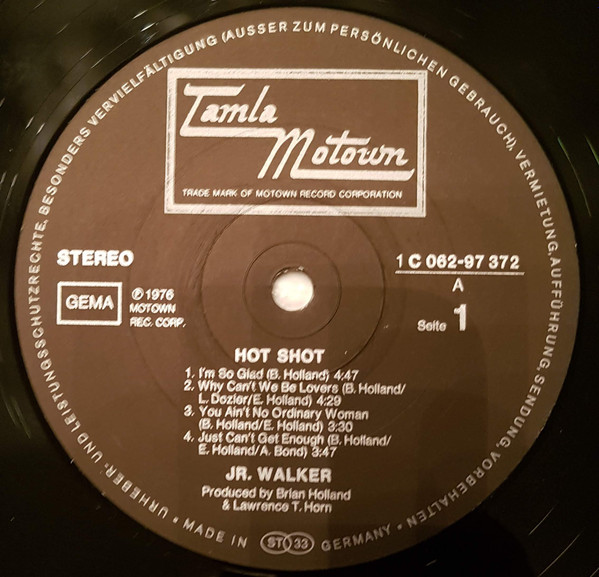 URHEBER- UND LEISTUNGSSCHUTZRECHTE, BESONDERS VERVIELFÄLTIGUNG (AUSSER ZUM PERSÖNLICHEN GEBRAUCH), VERMIETUNG, AUFFÜHRUNG, SENDUNG, VORBEHALTEN
Tamla
Motown
TRADE MARK OF MOTOWN RECORD CORPORATION
STEREO
1 C 062-97 372
GEMA
℗ 1976
MOTOWN
REC. CORP.
A
Seite 1
HOT SHOT
1. I'm So Glad (B. Holland) 4:47
2. Why Can't We Be Lovers (B. Holland/
L. Dozier/E. Holland) 4:29
3. You Ain't No Ordinary Woman
(B. Holland/E. Holland) 3:30
4. Just Can't Get Enough (B. Holland/
E. Holland/A. Bond) 3:47
JR. WALKER
Produced by Brian Holland
& Lawrence T. Horn
• MADE IN ST 33 GERMANY •